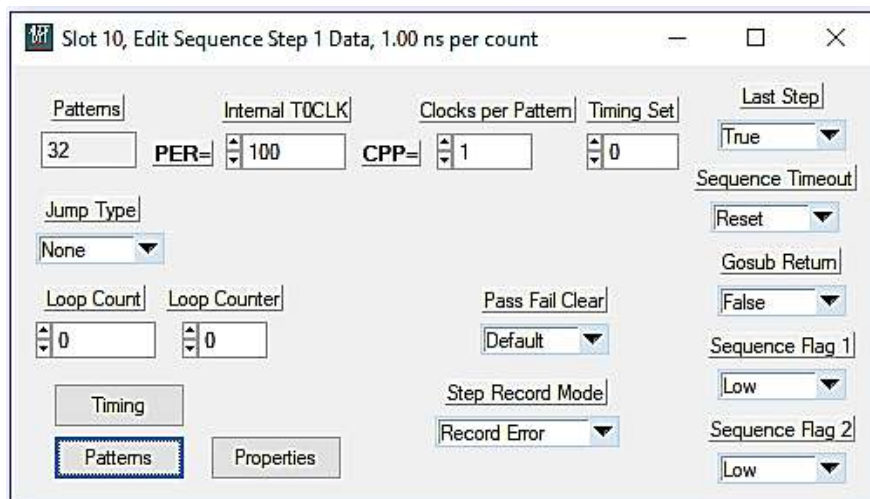 Slot 10, Edit Sequence Step 1 Data, 1.00 ns per count
Patterns
Internal T0CLK
Clocks per Pattern
Timing Set
Last Step
32
PER=
100
CPP=
1
0
True
Sequence Timeout
Jump Type
Reset
None
Gosub Return
Loop Count
Loop Counter
Pass Fail Clear
False
0
0
Default
Sequence Flag 1
Timing
Step Record Mode
Low
Record Error
Sequence Flag 2
Patterns
Properties
Low